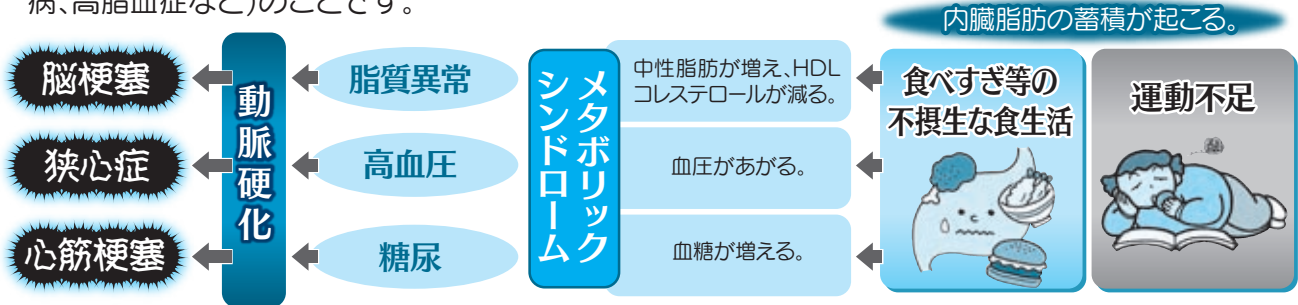 病、高脂血症など)のことです。
内臓脂肪の蓄積が起こる。
脳梗塞
狭心症
心筋梗塞
動脈硬化
脂質異常
高血圧
糖尿
メタボリック
シンドローム
中性脂肪が増え、HDL
コレステロールが減る。
血圧があがる。
血糖が増える。
食べすぎ等の
不摂生な食生活
運動不足